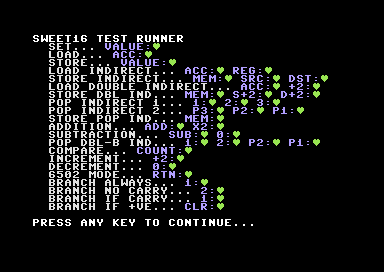 SWEET16 TEST RUNNER
SET... VALUE:♥
LOAD... ACC:♥
STORE... VALUE:♥
LOAD INDIRECT... ACC:♥ REG:♥
STORE INDIRECT... MEM:♥ SRC:♥ DST:♥
LOAD DOUBLE INDIRECT... ACC:♥ +2:♥
STORE DBL IND... MEM:♥ S+2:♥ D+2:♥
POP INDIRECT 1... 1:♥ 2:♥ 3:♥
POP INDIRECT 2... P3:♥ P2:♥ P1:♥
STORE POP IND... MEM:♥
ADDITION... ADD:♥ X2:♥
SUBTRACTION... SUB:♥ 0:♥
POP DBL-B IND... 1:♥ 2:♥ P2:♥ P1:♥
COMPARE... COUNT:♥
INCREMENT... +2:♥
DECREMENT... 0:♥
6502 MODE... RTN:♥
BRANCH ALWAYS... 1:♥
BRANCH NO CARRY... 2:♥
BRANCH IF CARRY... 1:♥
BRANCH IF +VE... CLR:♥
PRESS ANY KEY TO CONTINUE...